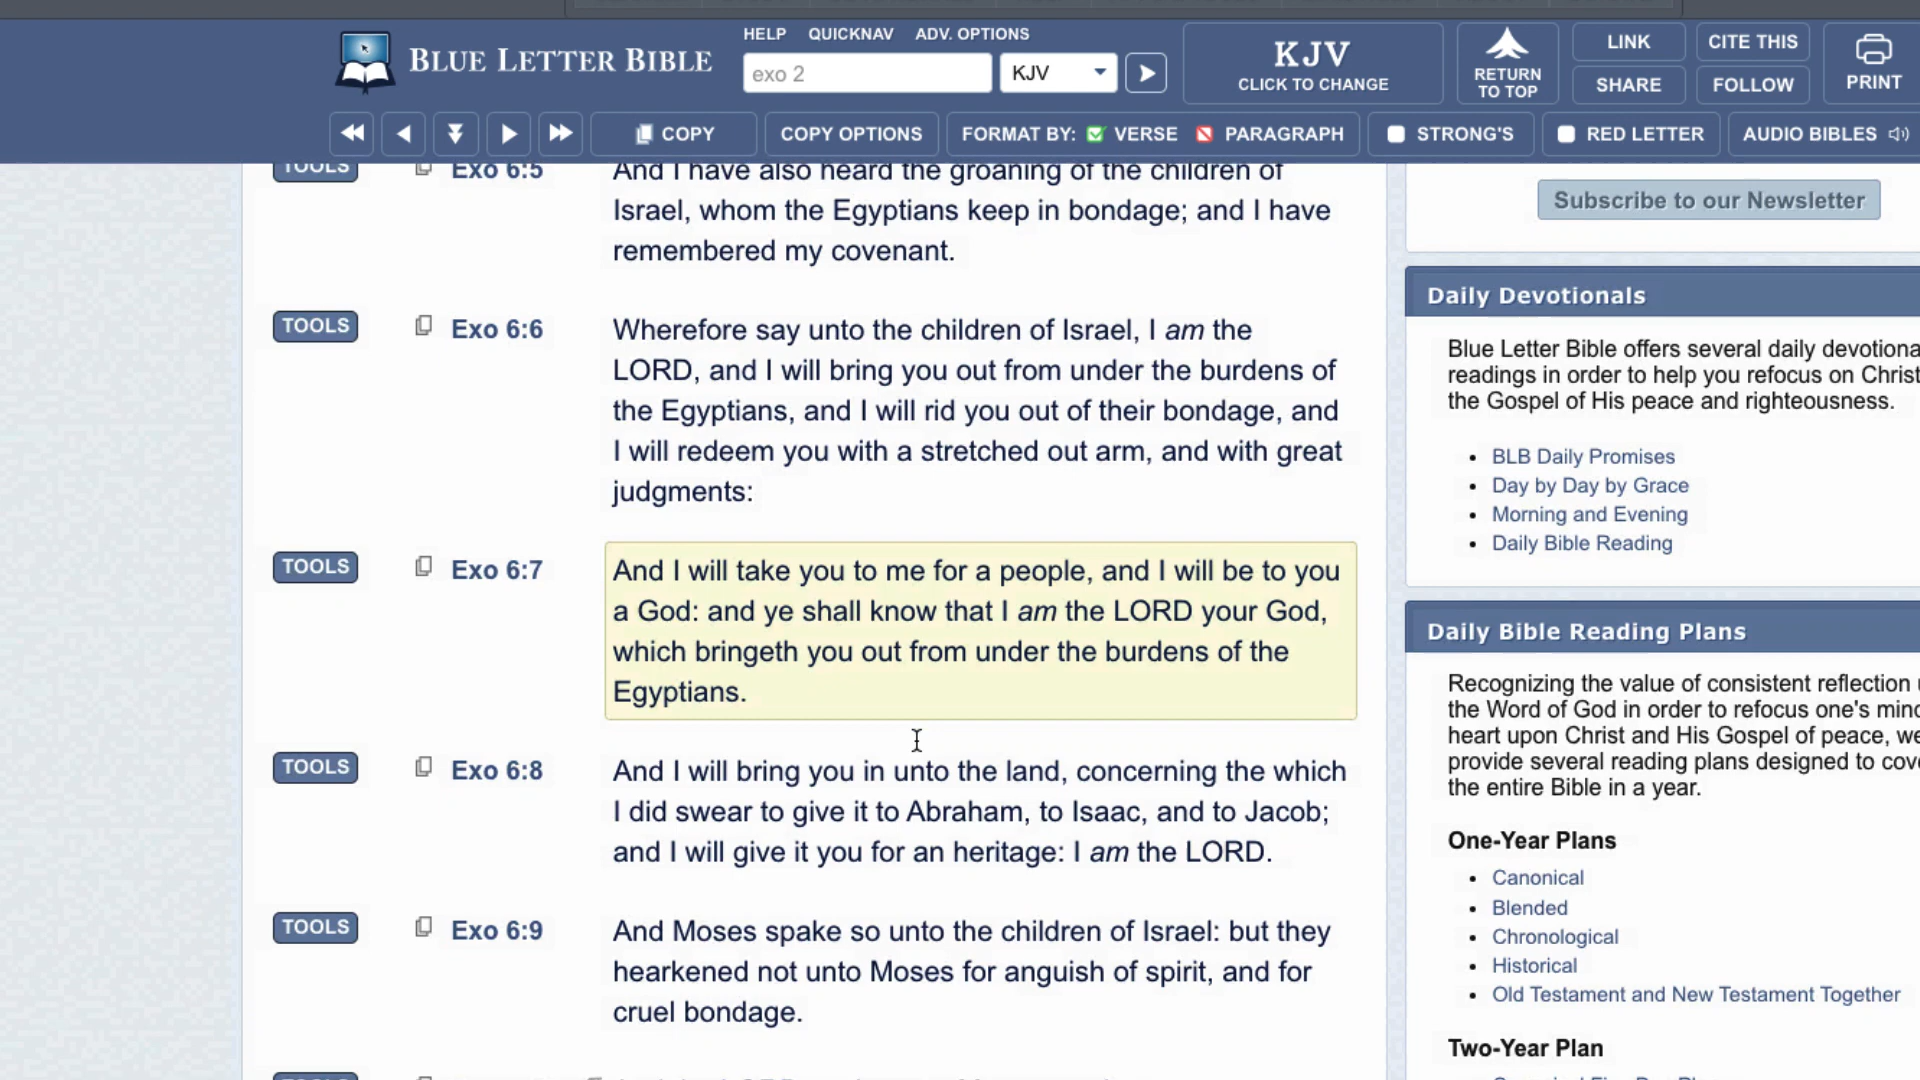 BLUE LETTER BIBLE
HELP QUICKNAV ADV. OPTIONS
exo 2
KJV
KJV
CLICK TO CHANGE
RETURN
TO TOP
LINK
CITE THIS
SHARE
FOLLOW
PRINT
COPY
COPY OPTIONS
FORMAT BY: VERSE PARAGRAPH
STRONG'S
RED LETTER
AUDIO BIBLES
TOOLS Exo 6:5 And I have also heard the groaning of the children of
Israel, whom the Egyptians keep in bondage; and I have
remembered my covenant.
TOOLS Exo 6:6 Wherefore say unto the children of Israel, I am the
LORD, and I will bring you out from under the burdens of
the Egyptians, and I will rid you out of their bondage, and
I will redeem you with a stretched out arm, and with great
judgments:
TOOLS Exo 6:7 And I will take you to me for a people, and I will be to you
a God: and ye shall know that I am the LORD your God,
which bringeth you out from under the burdens of the
Egyptians.
TOOLS Exo 6:8 And I will bring you in unto the land, concerning the which
I did swear to give it to Abraham, to Isaac, and to Jacob;
and I will give it you for an heritage: I am the LORD.
TOOLS Exo 6:9 And Moses spake so unto the children of Israel: but they
hearkened not unto Moses for anguish of spirit, and for
cruel bondage.
Subscribe to our Newsletter
Daily Devotionals
Blue Letter Bible offers several daily devotiona
readings in order to help you refocus on Christ
the Gospel of His peace and righteousness.
• BLB Daily Promises
• Day by Day by Grace
• Morning and Evening
• Daily Bible Reading
Daily Bible Reading Plans
Recognizing the value of consistent reflection u
the Word of God in order to refocus one's mind
heart upon Christ and His Gospel of peace, we
provide several reading plans designed to cove
the entire Bible in a year.
One-Year Plans
• Canonical
• Blended
• Chronological
• Historical
• Old Testament and New Testament Together
Two-Year Plan